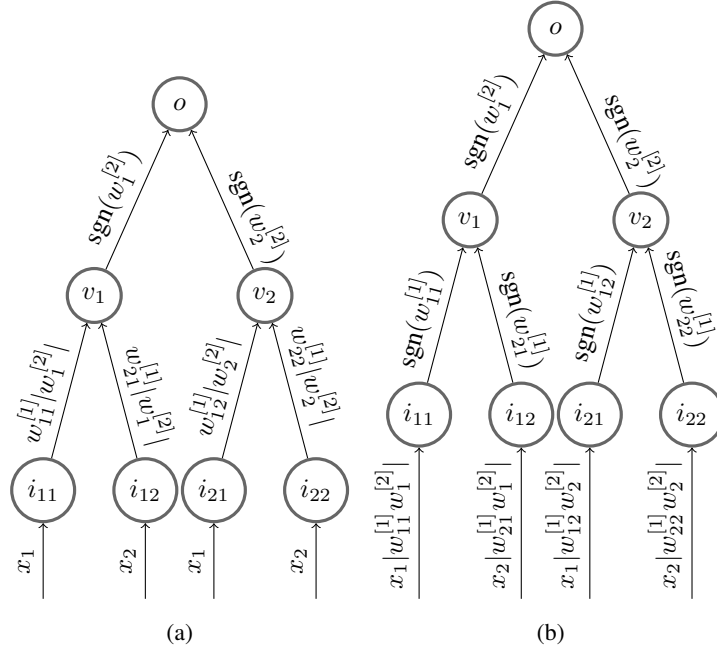 o
sgn(w_1^{[2]})
sgn(w_2^{[2]})
v_1
v_2
w_{11}^{[1]}|w_1^{[2]}|
w_{21}^{[1]}|w_1^{[2]}|
w_{12}^{[1]}|w_2^{[2]}|
w_{22}^{[1]}|w_2^{[2]}|
i_{11}
i_{12}
i_{21}
i_{22}
x_1
x_2
x_1
x_2
(a)
o
sgn(w_1^{[2]})
sgn(w_2^{[2]})
v_1
v_2
sgn(w_{11}^{[1]})
sgn(w_{21}^{[1]})
sgn(w_{12}^{[1]})
sgn(w_{22}^{[1]})
i_{11}
i_{12}
i_{21}
i_{22}
x_1|w_{11}^{[1]}w_1^{[2]}|
x_2|w_{21}^{[1]}w_1^{[2]}|
x_1|w_{12}^{[1]}w_2^{[2]}|
x_2|w_{22}^{[1]}w_2^{[2]}|
(b)